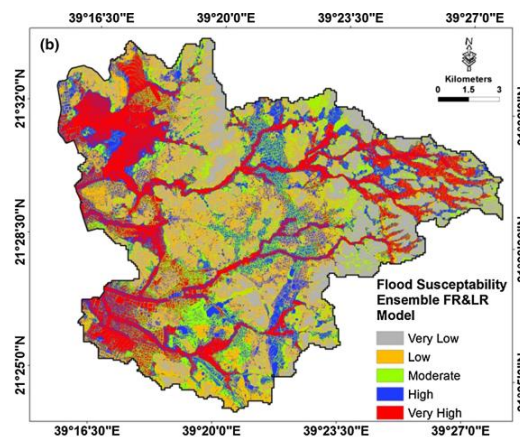 39°16'30"E 39°20'0"E 39°23'30"E 39°27'0"E
(b)
N
Kilometers
0 1.5 3
21°32'0"N
21°28'30"N
21°25'0"N
Flood Susceptability
Ensemble FR&LR
Model
Very Low
Low
Moderate
High
Very High
39°16'30"E 39°20'0"E 39°23'30"E 39°27'0"E